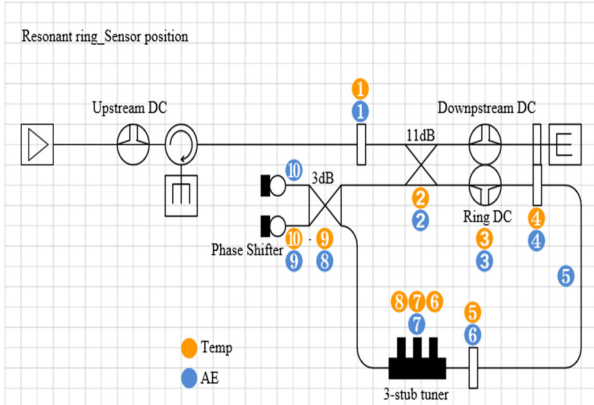 Resonant ring_Sensor position
1
1
Upstream DC
Downpstream DC
11dB
10
3dB
2
2
Ring DC
4
4
Phase Shifter
10 9
9 8
3
3
5
8 7 6
7
5
6
Temp
AE
3-stub tuner